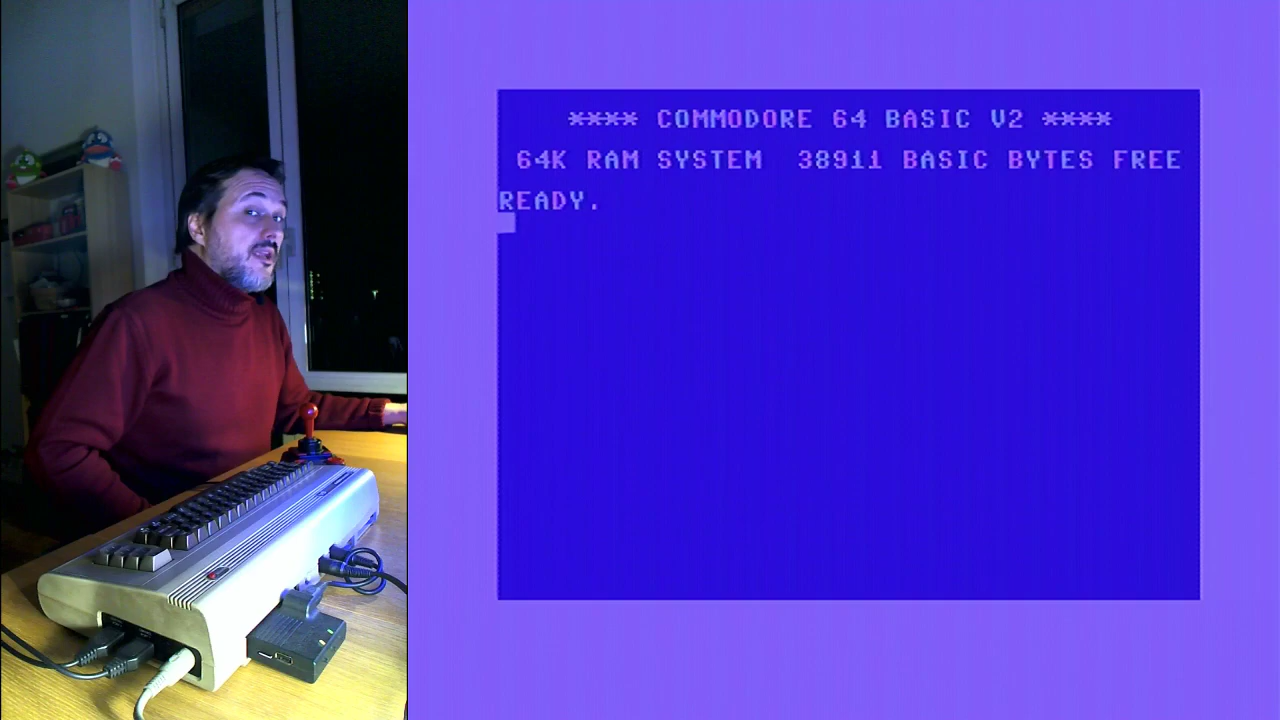 **** COMMODORE 64 BASIC V2 ****
64K RAM SYSTEM  38911 BASIC BYTES FREE
READY.